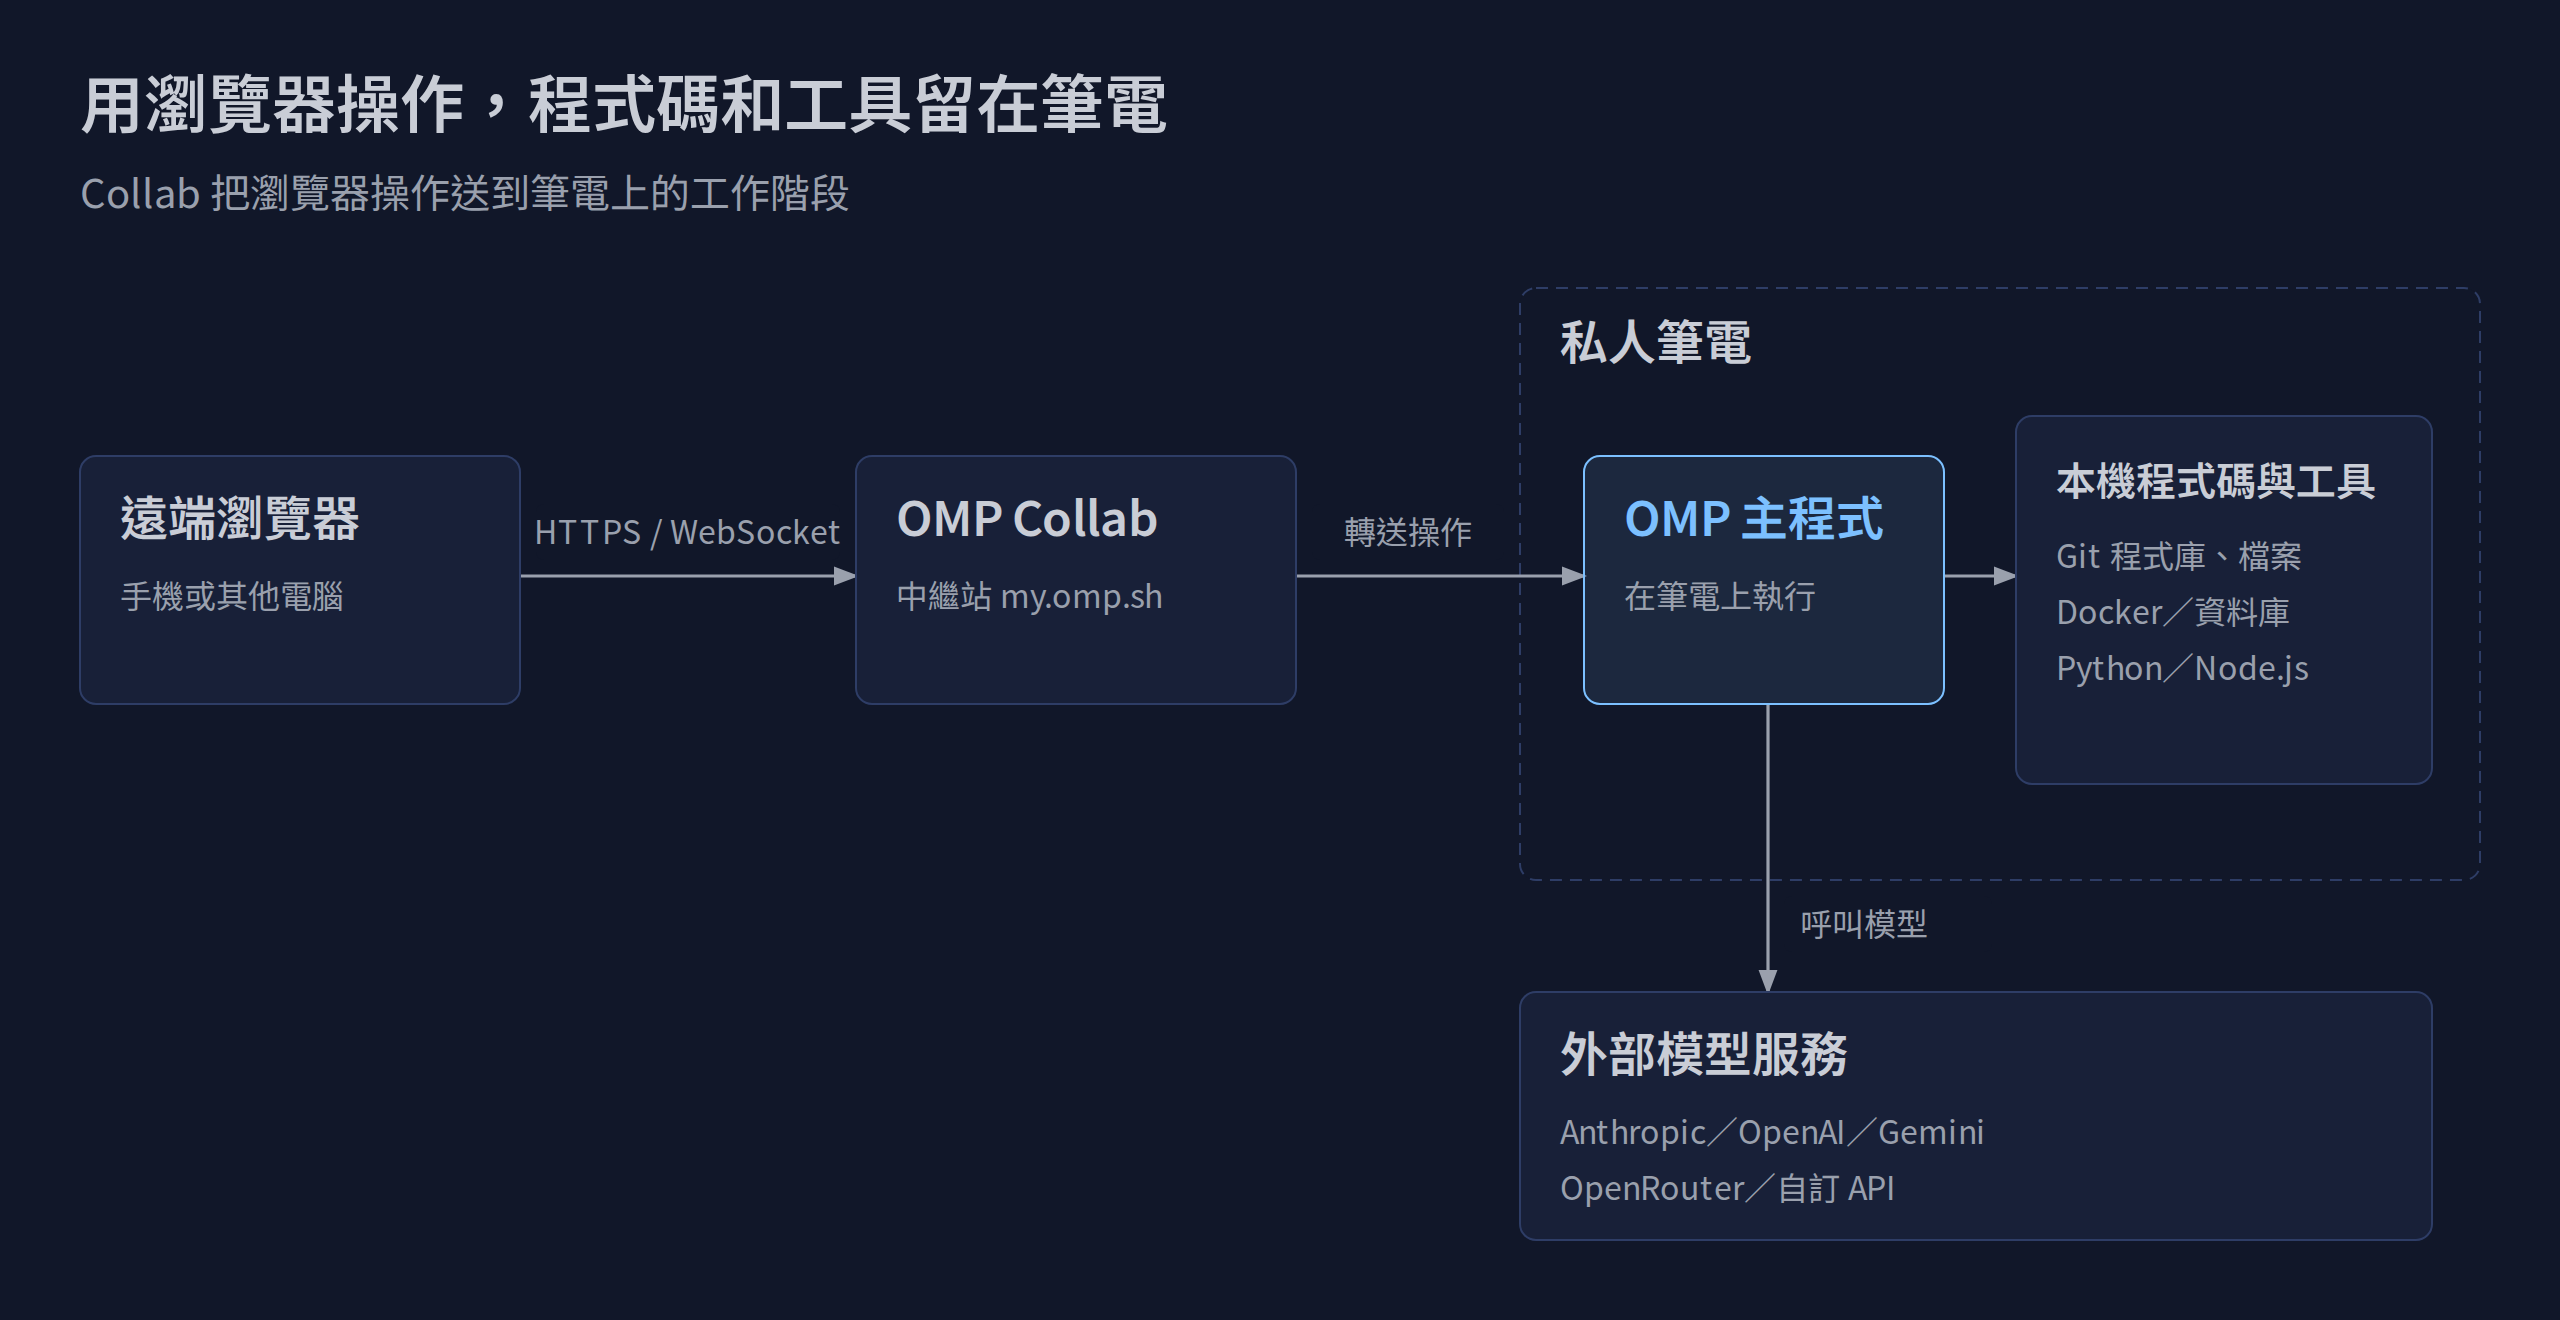 用瀏覽器操作，程式碼和工具留在筆電
Collab 把瀏覽器操作送到筆電上的工作階段
私人筆電
遠端瀏覽器
手機或其他電腦
HTTPS / WebSocket
OMP Collab
中繼站 my.omp.sh
轉送操作
OMP 主程式
在筆電上執行
本機程式碼與工具
Git 程式庫、檔案
Docker／資料庫
Python／Node.js
呼叫模型
外部模型服務
Anthropic／OpenAI／Gemini
OpenRouter／自訂 API